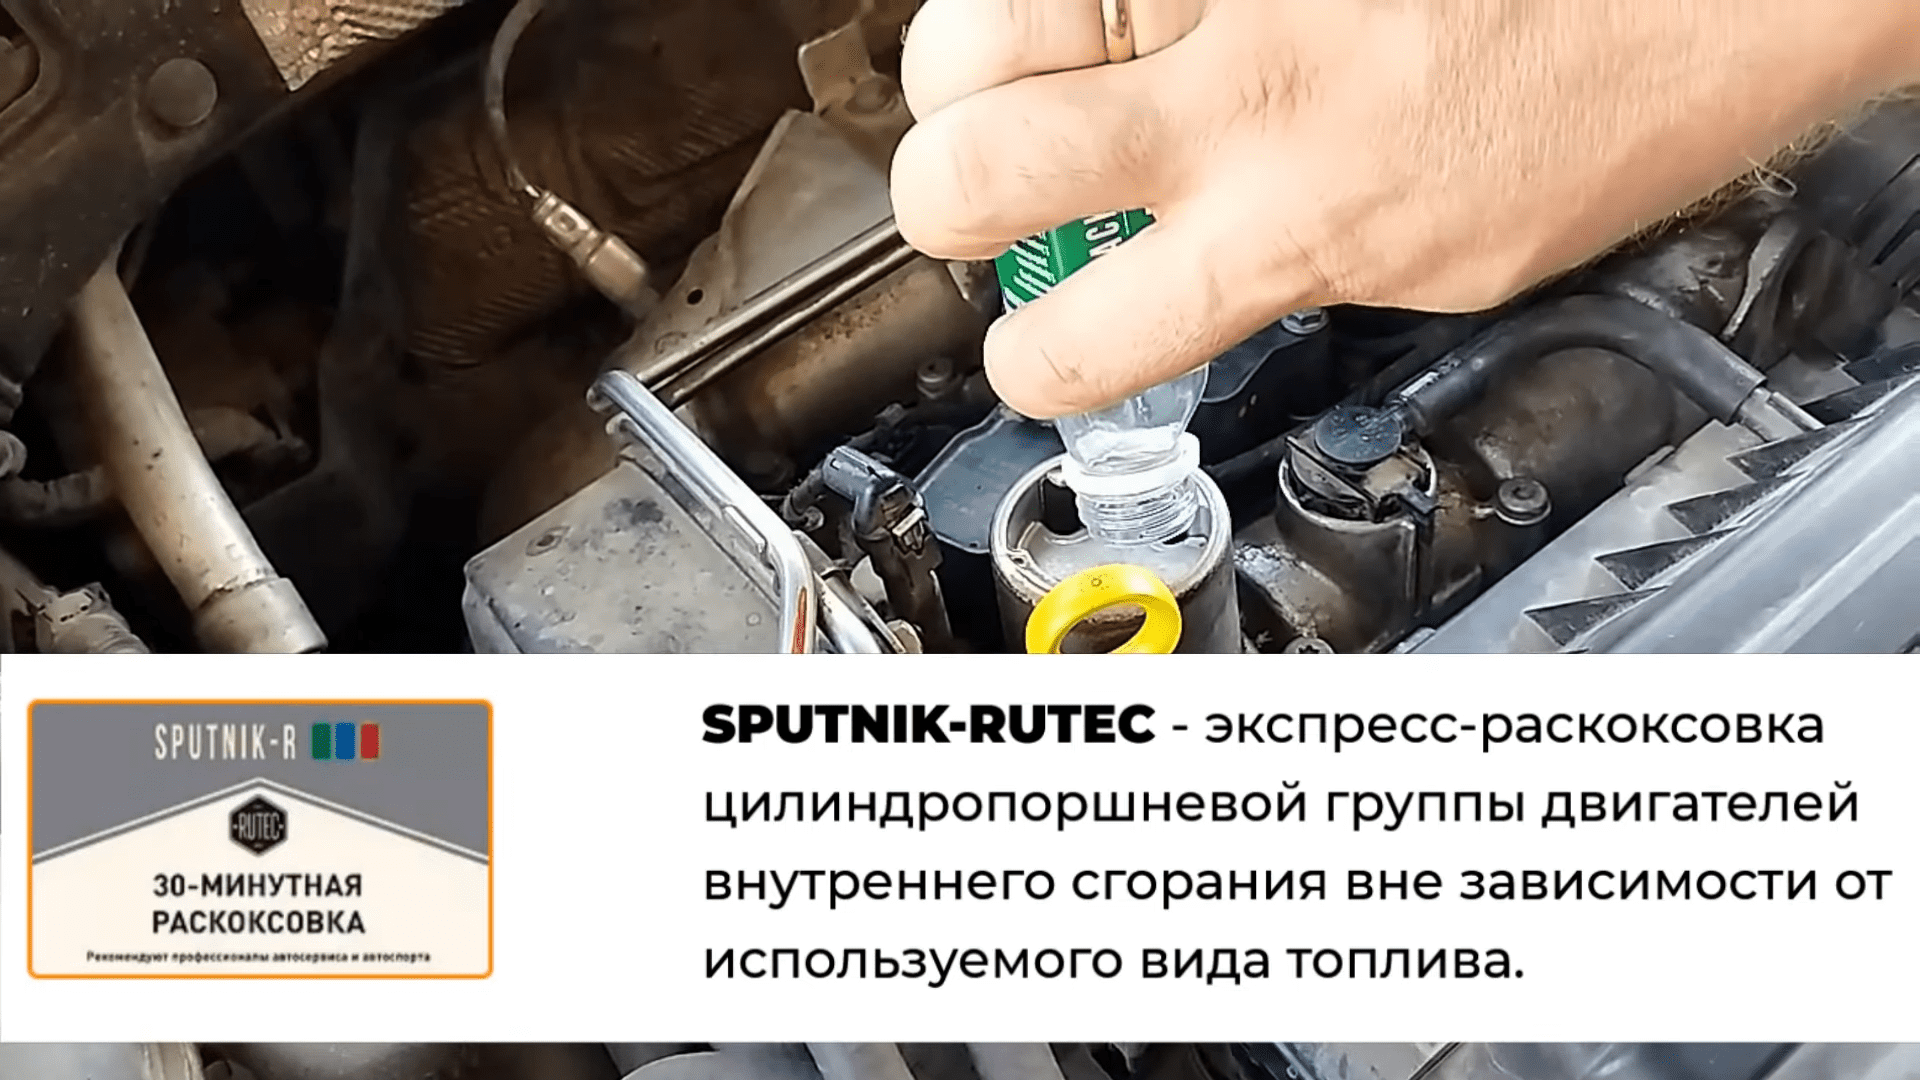 SPUTNIK-R
RUTEC
30-МИНУТНАЯ
РАСКОКСОВКА
Рекомендуют профессионалы автосервиса и автоспорта
SPUTNIK-RUTEC - экспресс-раскоксовка
цилиндропоршневой группы двигателей
внутреннего сгорания вне зависимости от
используемого вида топлива.